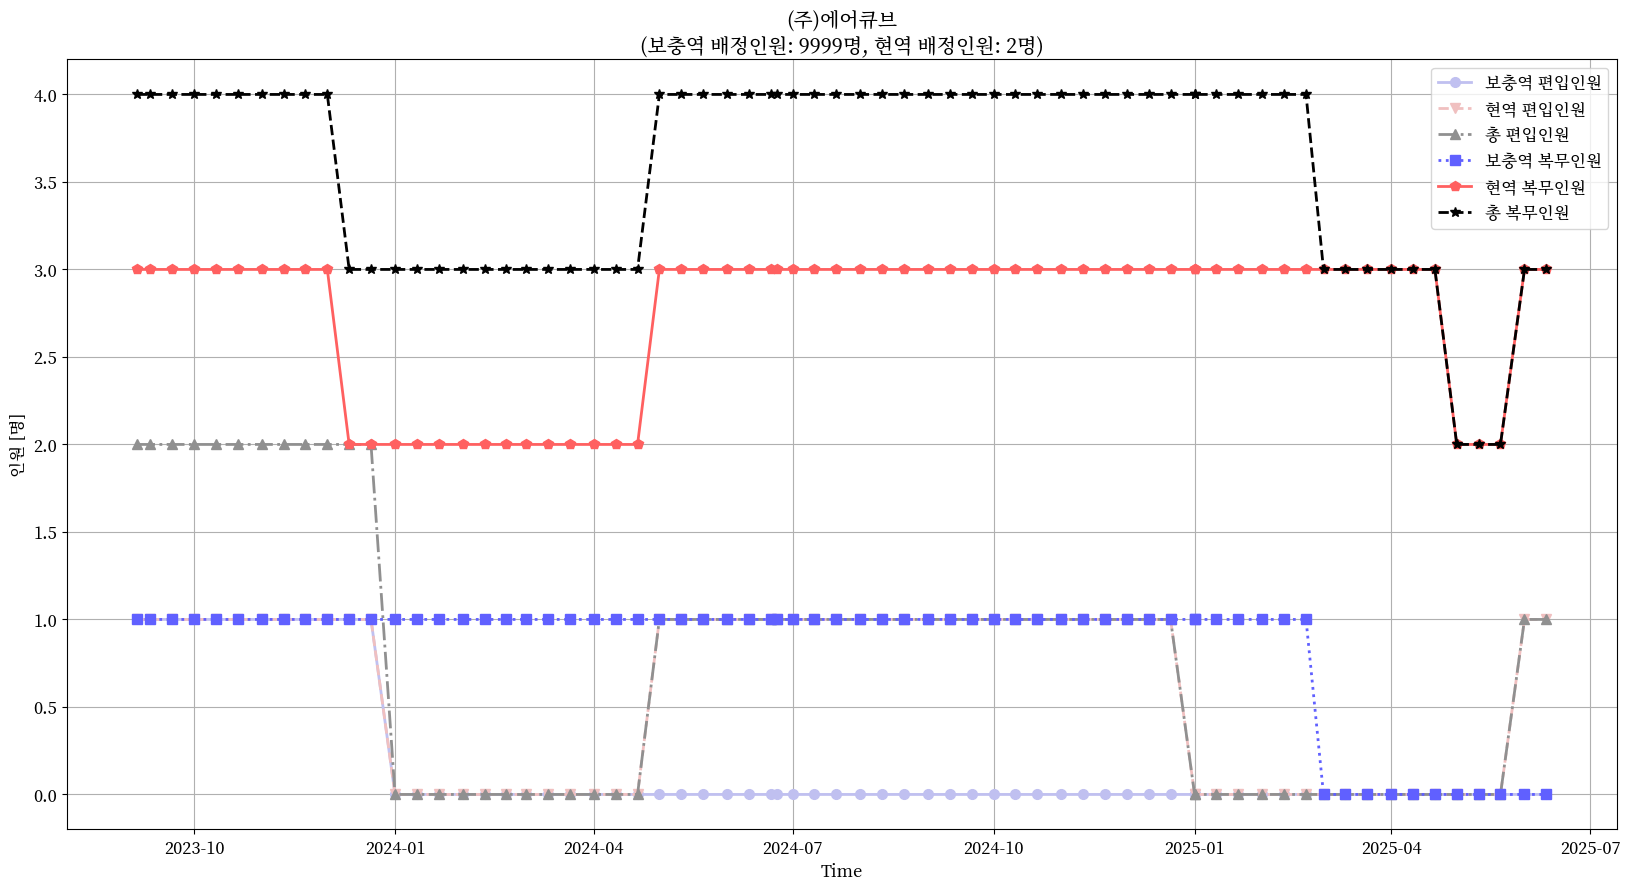 (주)에어큐브
(보충역 배정인원: 9999명, 현역 배정인원: 2명)
보충역 편입인원
현역 편입인원
총 편입인원
보충역 복무인원
현역 복무인원
총 복무인원
인원 [명]
4.0
3.5
3.0
2.5
2.0
1.5
1.0
0.5
0.0
2023-10
2024-01
2024-04
2024-07
2024-10
2025-01
2025-04
2025-07
Time